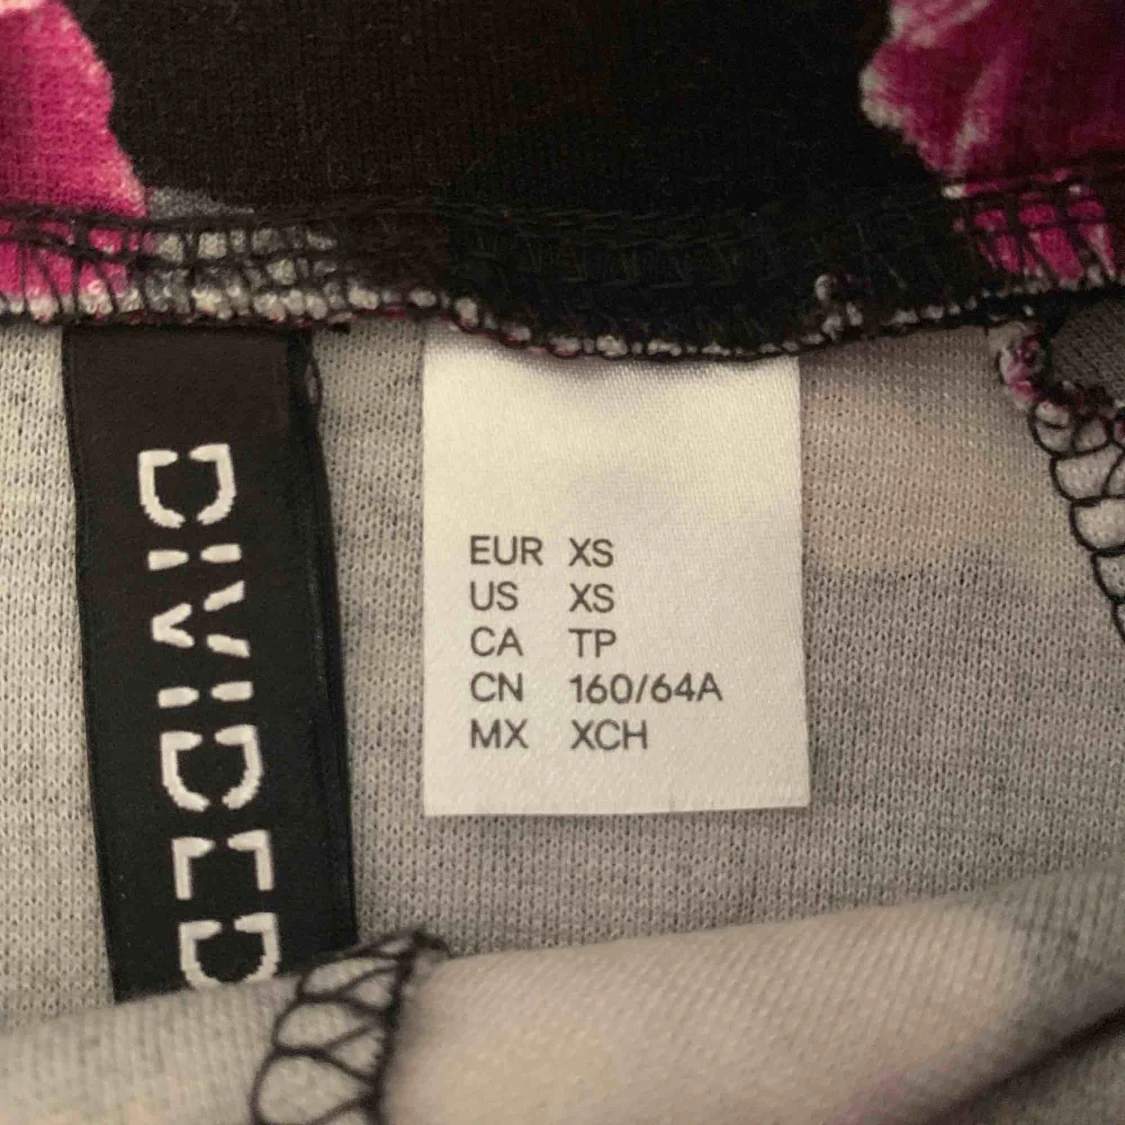 DIVIDED
EUR XS
US XS
CA TP
CN 160/64A
MX XCH